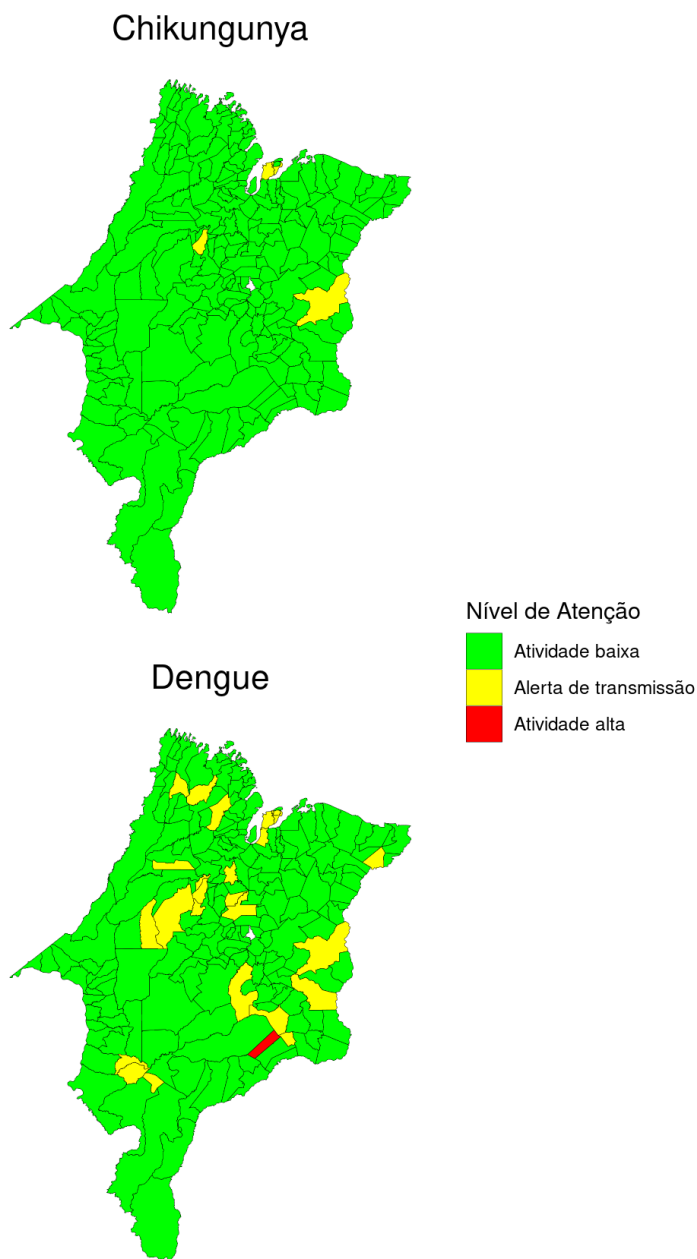 Chikungunya
Nível de Atenção
Atividade baixa
Alerta de transmissão
Atividade alta
Dengue